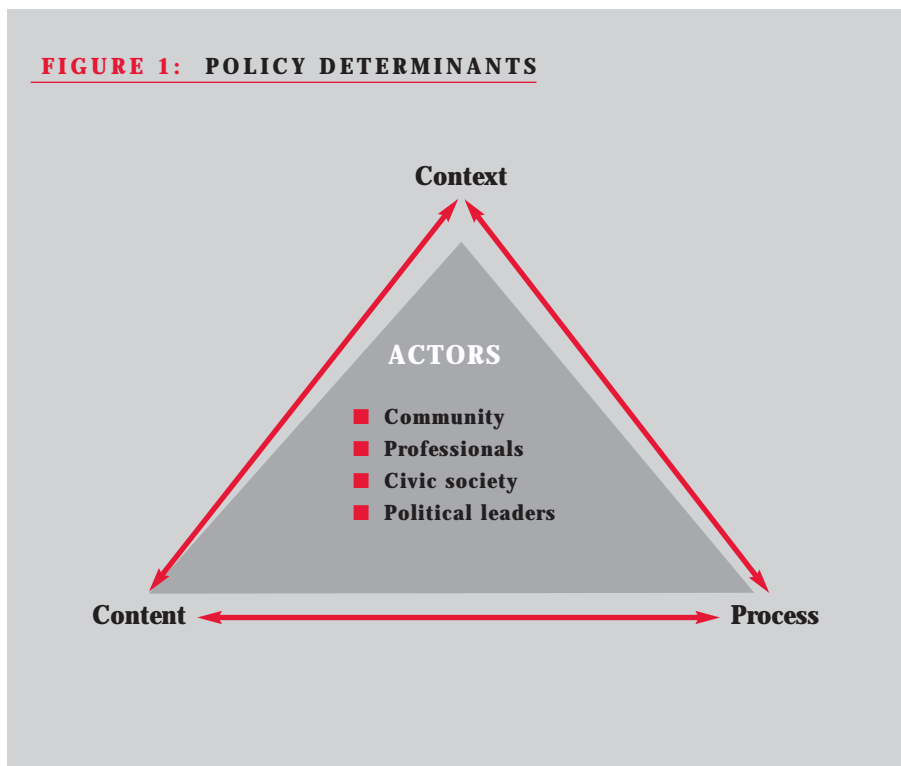 FIGURE 1: POLICY DETERMINANTS
Context
ACTORS
Community
Professionals
Civic society
Political leaders
Content
Process